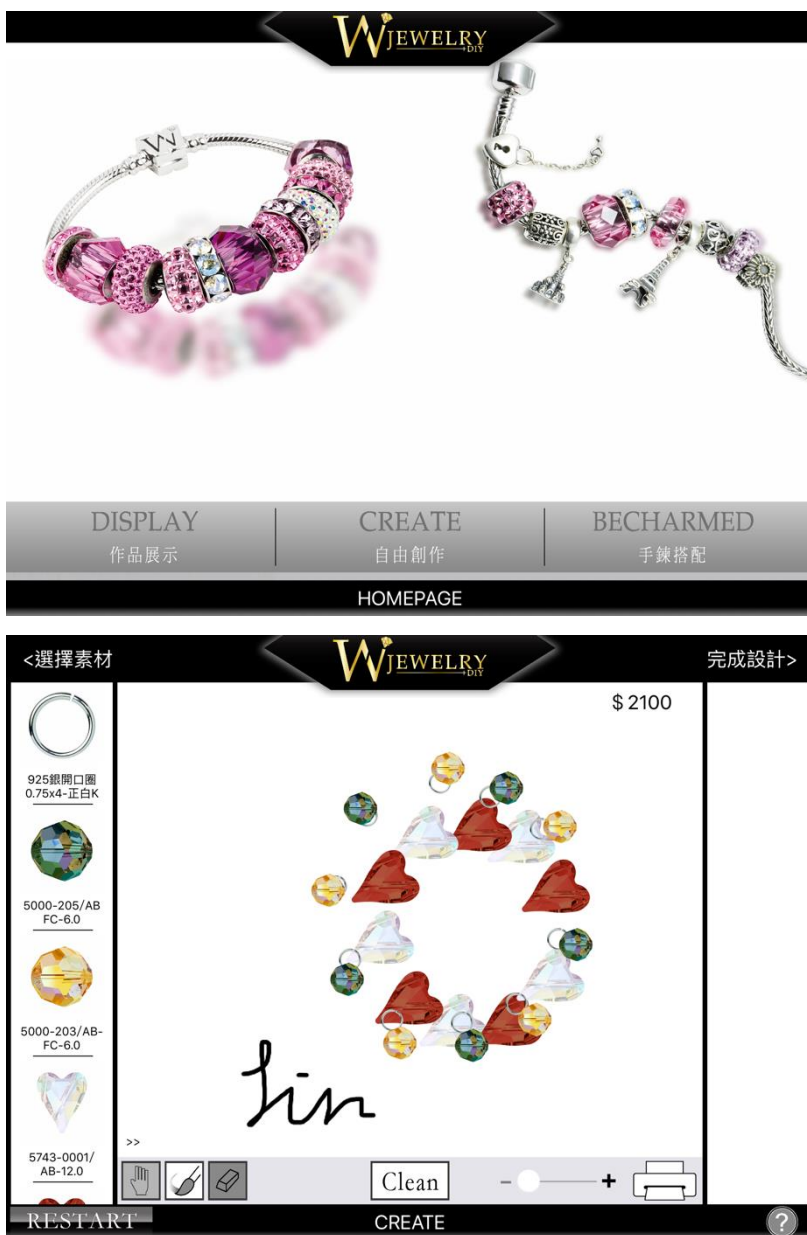 W JEWELRY
DIY
W
DISPLAY
作品展示
CREATE
自由創作
BECHARMED
手鍊搭配
HOMEPAGE
<選擇素材
W JEWELRY
DIY
完成設計>
$ 2100
925銀開口圈
0.75x4-正白K
5000-205/AB
FC-6.0
5000-203/AB-
FC-6.0
5743-0001/
AB-12.0
>>
Clean
-
+
RESTART
CREATE
?